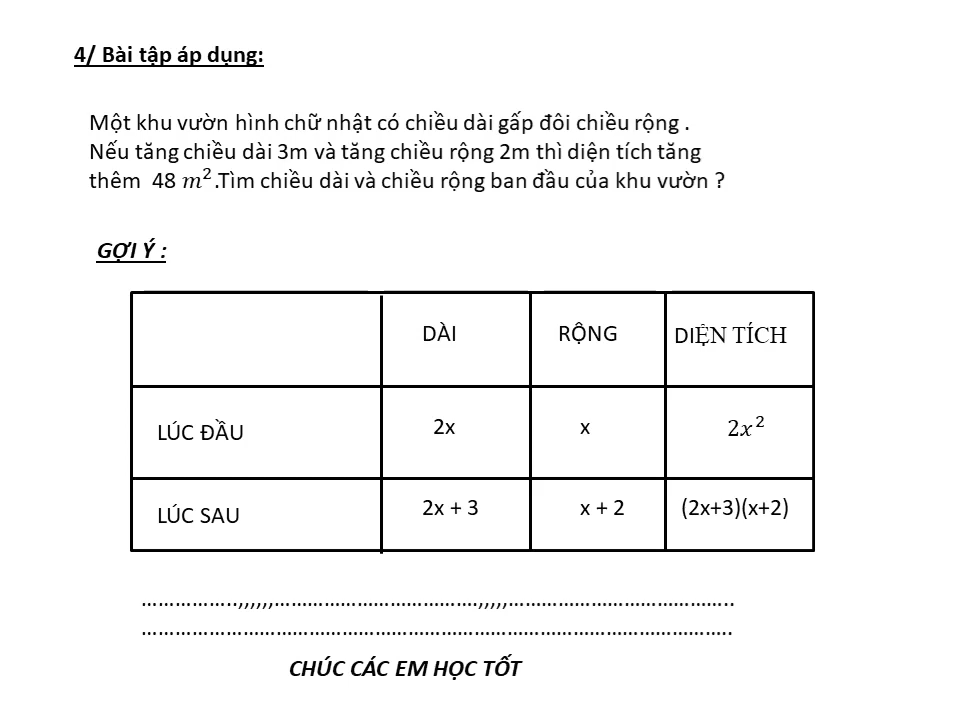 4/ Bài tập áp dụng:
Một khu vườn hình chữ nhật có chiều dài gấp đôi chiều rộng .
Nếu tăng chiều dài 3m và tăng chiều rộng 2m thì diện tích tăng
thêm 48 𝑚².Tìm chiều dài và chiều rộng ban đầu của khu vườn ?
GỢI Ý :
DÀI RỘNG DIỆN TÍCH
LÚC ĐẦU 2x x 2𝑥²
LÚC SAU 2x + 3 x + 2 (2x+3)(x+2)
……………..,,,,,,……………………………….,,,,,…………………………………..
……………………………………………………………………………………………..
CHÚC CÁC EM HỌC TỐT